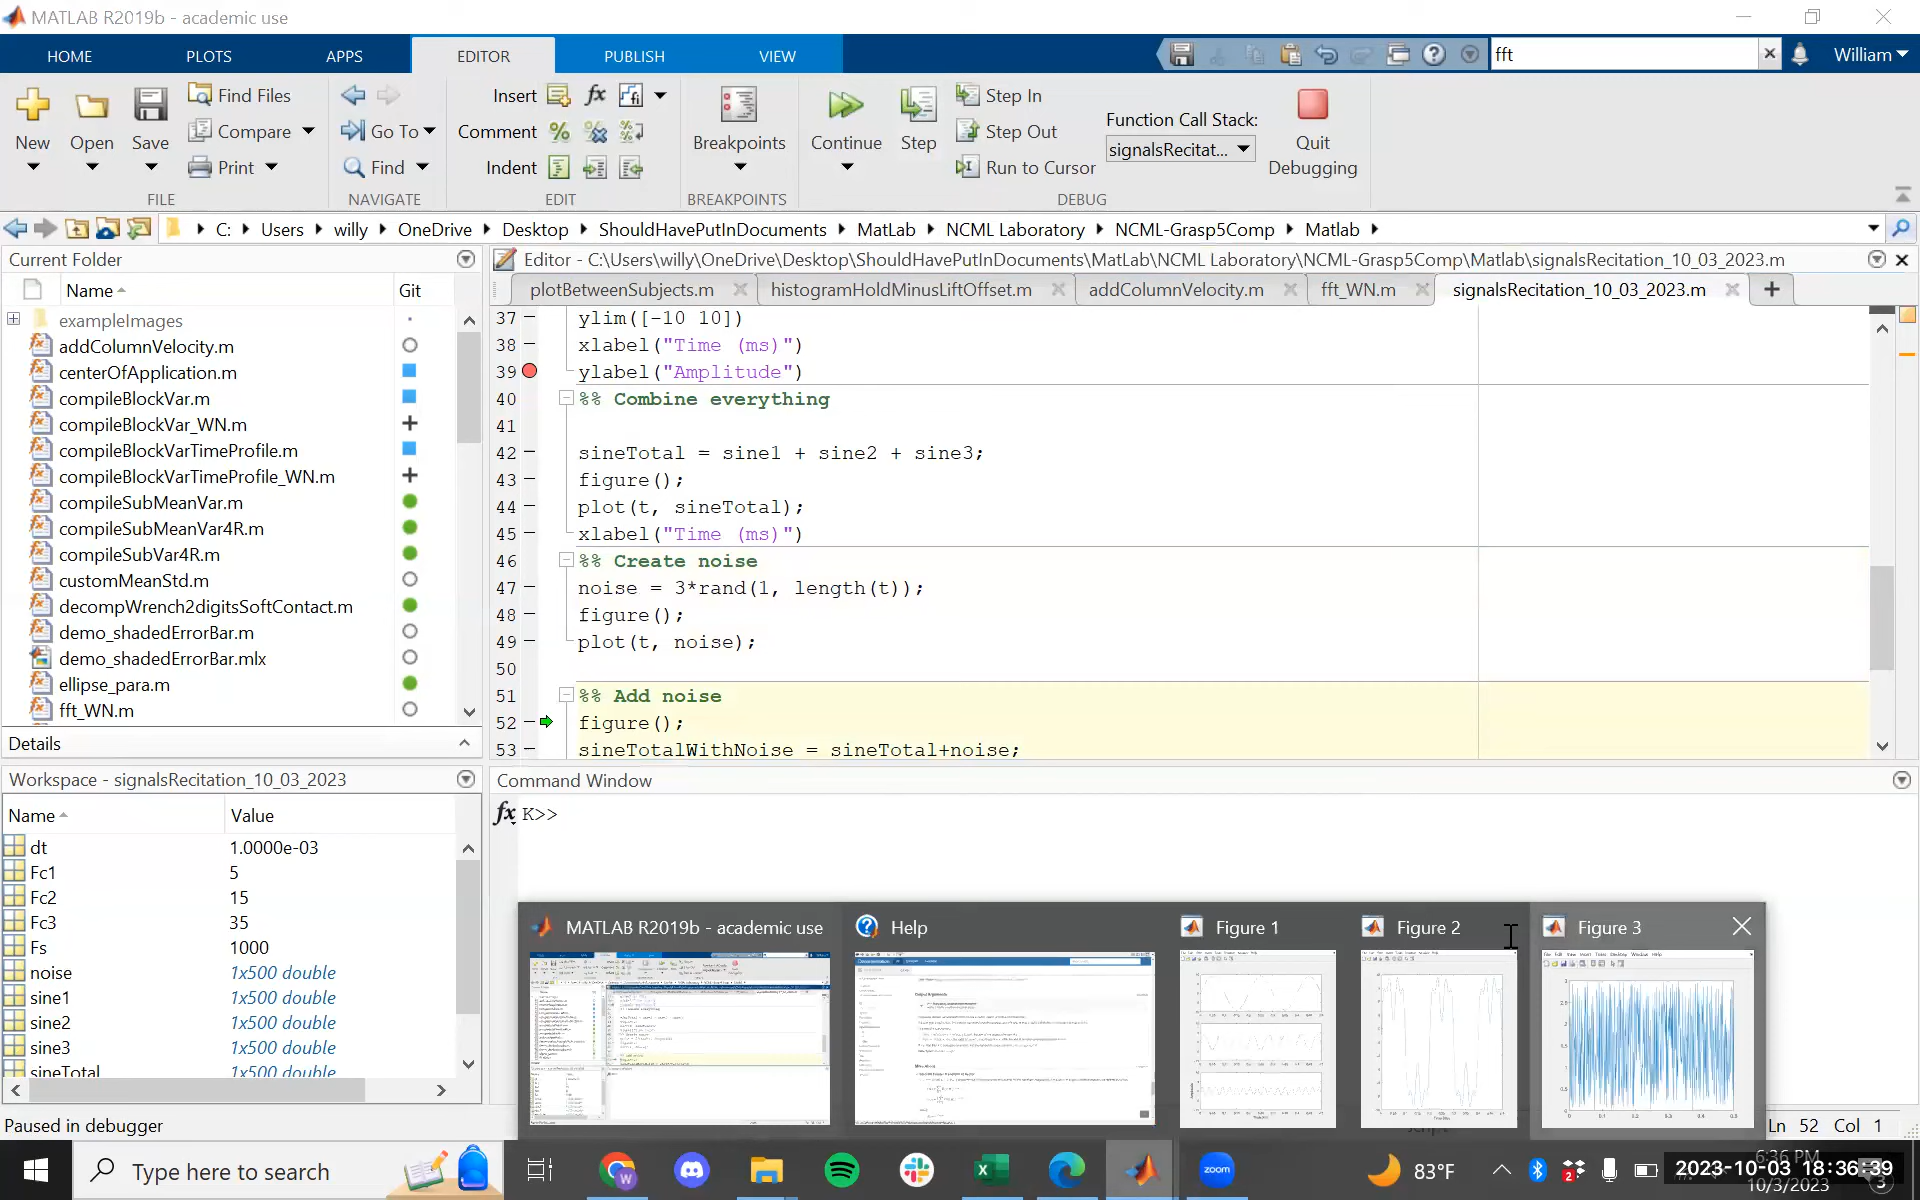 MATLAB R2019b - academic use
HOME PLOTS APPS EDITOR PUBLISH VIEW fft William
New Open Save Find Files Compare Print
FILE
Go To Find
NAVIGATE
Insert fx
Comment
Indent
EDIT
Breakpoints
BREAKPOINTS
Continue Step Step In Step Out Run to Cursor
Function Call Stack:
signalsRecitat...
Quit Debugging
DEBUG
C: Users willy OneDrive Desktop ShouldHavePutInDocuments MatLab NCML Laboratory NCML-Grasp5Comp Matlab
Current Folder
Name Git
exampleImages
addColumnVelocity.m
centerOfApplication.m
compileBlockVar.m
compileBlockVar_WN.m
compileBlockVarTimeProfile.m
compileBlockVarTimeProfile_WN.m
compileSubMeanVar.m
compileSubMeanVar4R.m
compileSubVar4R.m
customMeanStd.m
decompWrench2digitsSoftContact.m
demo_shadedErrorBar.m
demo_shadedErrorBar.mlx
ellipse_para.m
fft_WN.m
Details
Workspace - signalsRecitation_10_03_2023
Name Value
dt 1.0000e-03
Fc1 5
Fc2 15
Fc3 35
Fs 1000
noise 1x500 double
sine1 1x500 double
sine2 1x500 double
sine3 1x500 double
sineTotal 1x500 double
Editor - C:\Users\willy\OneDrive\Desktop\ShouldHavePutInDocuments\MatLab\NCML Laboratory\NCML-Grasp5Comp\Matlab\signalsRecitation_10_03_2023.m
plotBetweenSubjects.m histogramHoldMinusLiftOffset.m addColumnVelocity.m fft_WN.m signalsRecitation_10_03_2023.m
37 ylim([-10 10])
38 xlabel("Time (ms)")
39 ylabel("Amplitude")
40 %% Combine everything
41
42 sineTotal = sine1 + sine2 + sine3;
43 figure();
44 plot(t, sineTotal);
45 xlabel("Time (ms)")
46 %% Create noise
47 noise = 3*rand(1, length(t));
48 figure();
49 plot(t, noise);
50
51 %% Add noise
52 figure();
53 sineTotalWithNoise = sineTotal+noise;
Command Window
fx K>>
MATLAB R2019b - academic use Help Figure 1 Figure 2 Figure 3
Paused in debugger
Ln 52 Col 1
Type here to search
zoom
83°F
6:36 PM
2023-10-03 18:36:39
10/3/2023